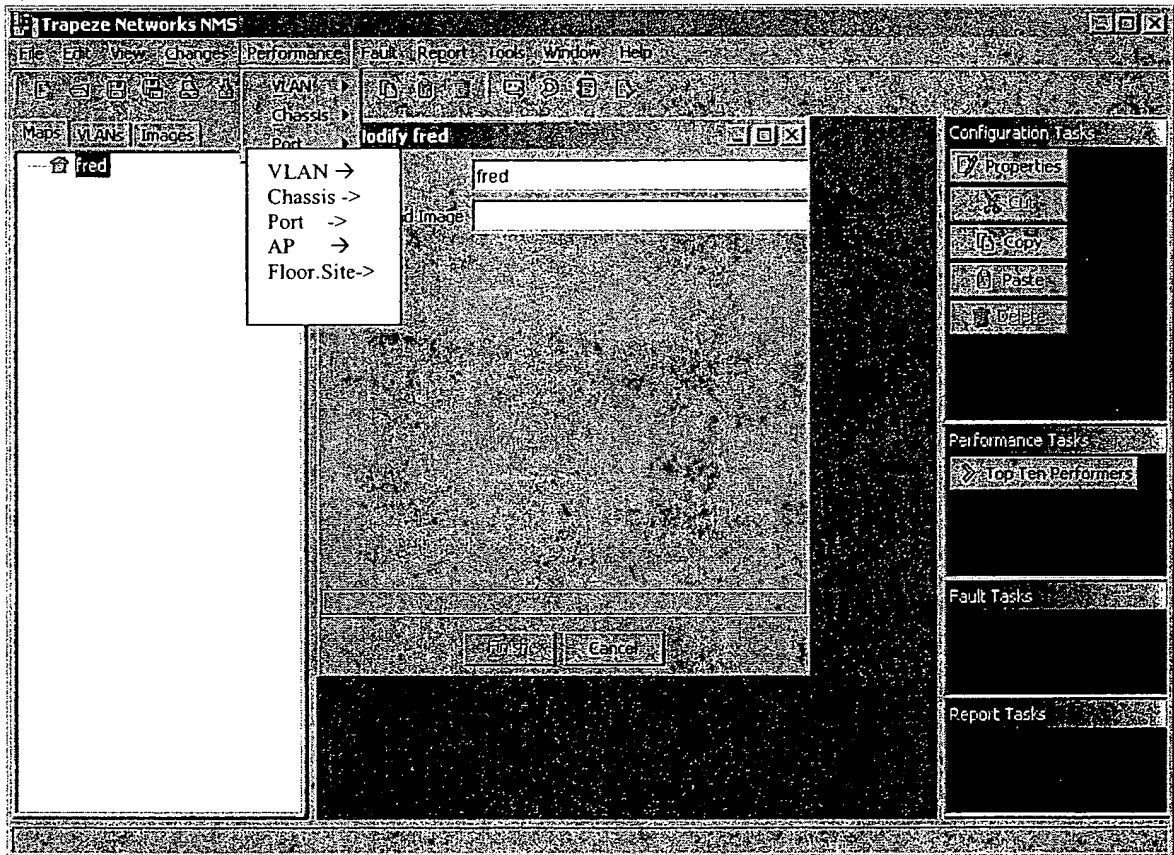 Trapeze Networks NMS
File Edit View Changes Performance Fault Report Tools Window Help
VLAN
Chassis
Port
Maps VLANs Images
fred
VLAN →
Chassis ->
Port ->
AP →
Floor.Site->
Modify fred
fred
Image
Cancel
Configuration Tasks
Properties
Cut
Copy
Paste
Delete
Performance Tasks
Top Ten Performers
Fault Tasks
Report Tasks